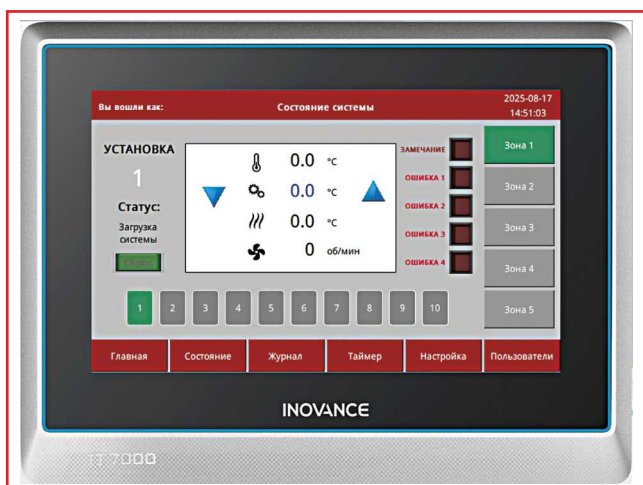 Вы вошли как:
Состояние системы
2025-08-17
14:51:03
УСТАНОВКА
1
Статус:
Загрузка
системы
0.0 °C
0.0 °C
0.0 °C
0 об/мин
ЗАМЕЧАНИЕ
ОШИБКА 1
ОШИБКА 2
ОШИБКА 3
ОШИБКА 4
Зона 1
Зона 2
Зона 3
Зона 4
Зона 5
1 2 3 4 5 6 7 8 9 10
Главная Состояние Журнал Таймер Настройка Пользователи
INOVANCE
IT7000